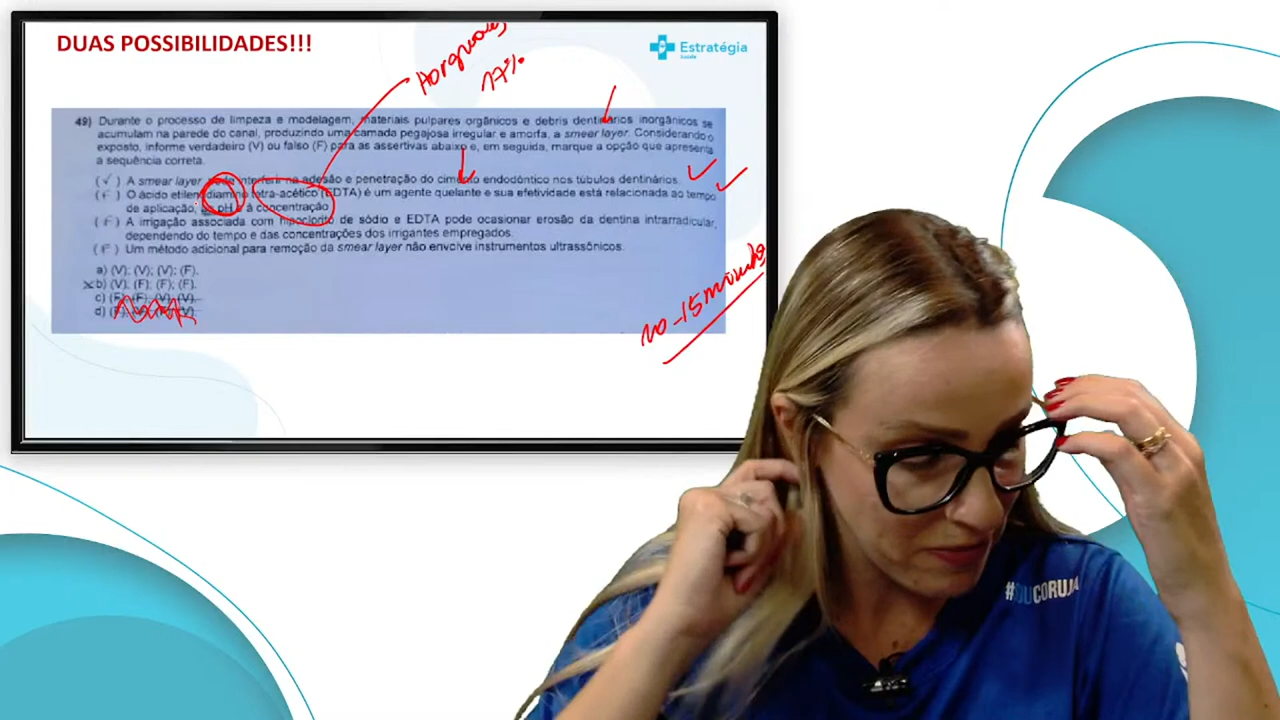 DUAS POSSIBILIDADES!!!
Estratégia
Saúde
17%
49) Durante o processo de limpeza e modelagem, materiais pulpares orgânicos e debris dentinários inorgânicos se
acumulam na parede do canal, produzindo uma camada pegajosa irregular e amorfa, a smear layer. Considerando o
exposto, informe verdadeiro (V) ou falso (F) para as assertivas abaixo e, em seguida, marque a opção que apresenta
a sequência correta.
(✓) A smear layer pode interferir na adesão e penetração do cimento endodôntico nos túbulos dentinários.
(F) O ácido etilenodiamino tetra-acético (EDTA) é um agente quelante e sua efetividade está relacionada ao tempo
de aplicação, pH e à concentração.
(F) A irrigação associada com hipoclorito de sódio e EDTA pode ocasionar erosão da dentina intrarradicular,
dependendo do tempo e das concentrações dos irrigantes empregados.
(F) Um método adicional para remoção da smear layer não envolve instrumentos ultrassônicos.
a) (V); (V); (V); (F).
b) (V); (F); (F); (F).
c) (F); (F); (V); (V).
d) (V).
10-15 minutos
#SOUCORUJA